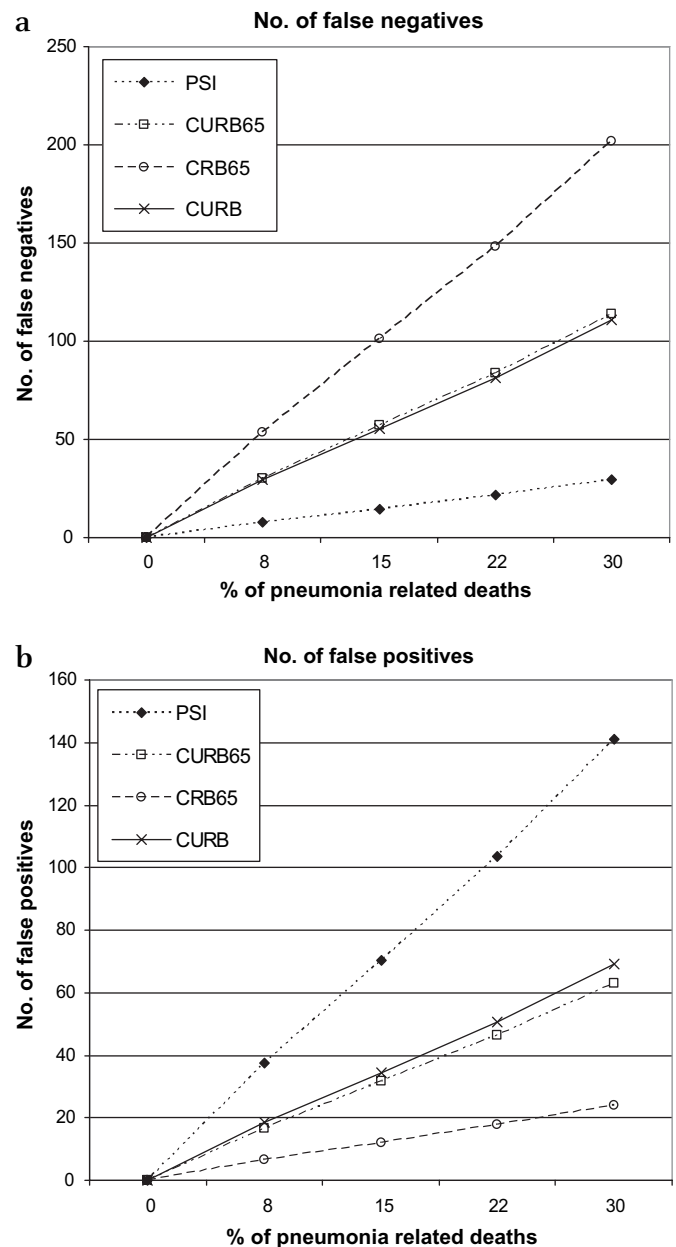 a
No. of false negatives
250
200
150
100
50
0
No. of false negatives
PSI
CURB65
CRB65
CURB
0 8 15 22 30
% of pneumonia related deaths
b
No. of false positives
160
140
120
100
80
60
40
20
0
No. of false positives
PSI
CURB65
CRB65
CURB
0 8 15 22 30
% of pneumonia related deaths